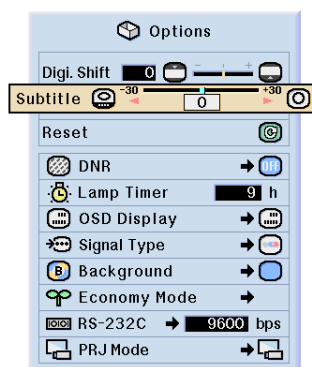 Options
Digi. Shift 0 - +
Subtitle -30 0 +30
Reset
DNR OFF
Lamp Timer 9 h
OSD Display
Signal Type
B Background
Economy Mode
RS-232C 9600 bps
PRJ Mode